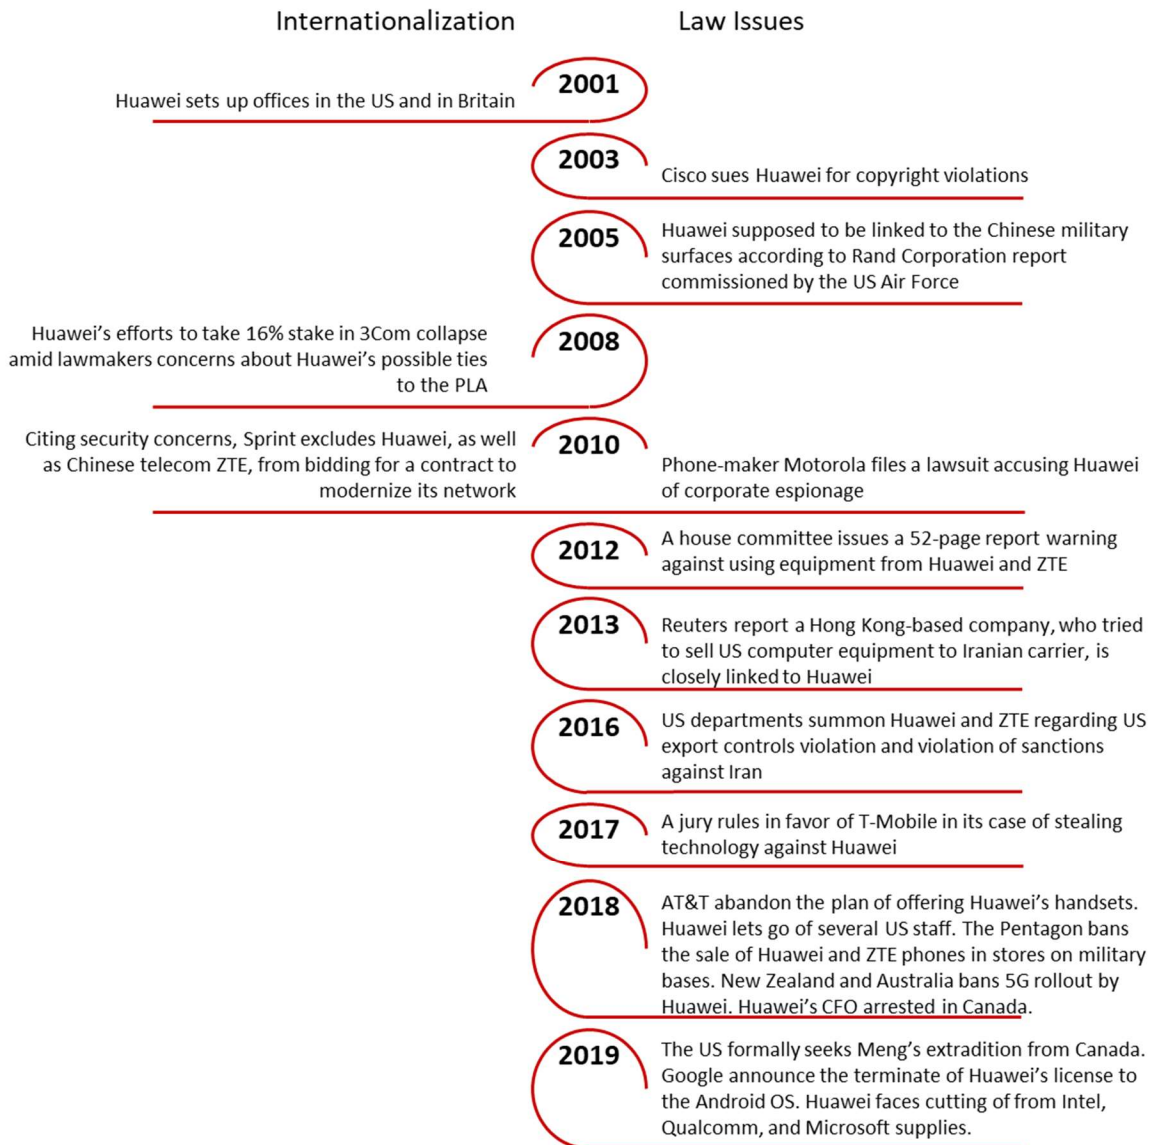 Internationalization
Law Issues
2001
Huawei sets up offices in the US and in Britain
2003
Cisco sues Huawei for copyright violations
2005
Huawei supposed to be linked to the Chinese military
surfaces according to Rand Corporation report
commissioned by the US Air Force
2008
Huawei’s efforts to take 16% stake in 3Com collapse
amid lawmakers concerns about Huawei’s possible ties
to the PLA
2010
Citing security concerns, Sprint excludes Huawei, as well
as Chinese telecom ZTE, from bidding for a contract to
modernize its network
Phone-maker Motorola files a lawsuit accusing Huawei
of corporate espionage
2012
A house committee issues a 52-page report warning
against using equipment from Huawei and ZTE
2013
Reuters report a Hong Kong-based company, who tried
to sell US computer equipment to Iranian carrier, is
closely linked to Huawei
2016
US departments summon Huawei and ZTE regarding US
export controls violation and violation of sanctions
against Iran
2017
A jury rules in favor of T-Mobile in its case of stealing
technology against Huawei
2018
AT&T abandon the plan of offering Huawei’s handsets.
Huawei lets go of several US staff. The Pentagon bans
the sale of Huawei and ZTE phones in stores on military
bases. New Zealand and Australia bans 5G rollout by
Huawei. Huawei’s CFO arrested in Canada.
2019
The US formally seeks Meng’s extradition from Canada.
Google announce the terminate of Huawei’s license to
the Android OS. Huawei faces cutting of from Intel,
Qualcomm, and Microsoft supplies.